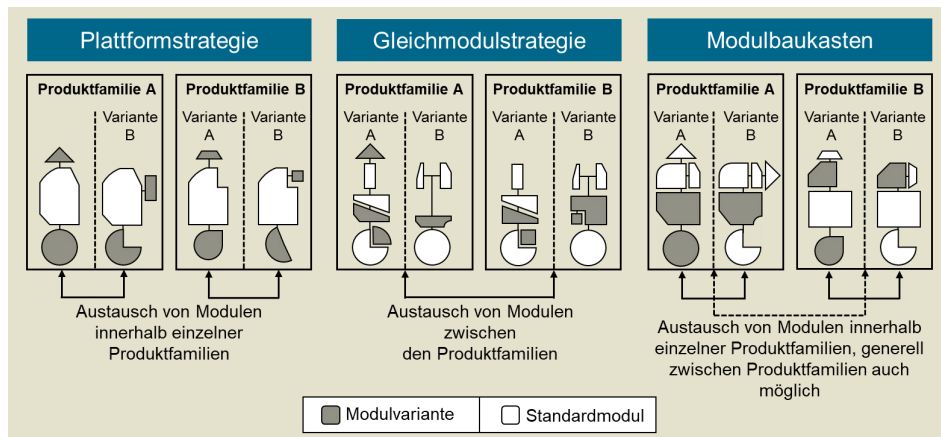 Plattformstrategie
Produktfamilie A
Variante
B
Produktfamilie B
Variante
A
Variante
B
Austausch von Modulen
innerhalb einzelner
Produktfamilien
Gleichmodulstrategie
Produktfamilie A
Variante
A
Variante
B
Produktfamilie B
Variante
A
Variante
B
Austausch von Modulen
zwischen
den Produktfamilien
Modulbaukasten
Produktfamilie A
Variante
A
Variante
B
Produktfamilie B
Variante
A
Variante
B
Austausch von Modulen innerhalb
einzelner Produktfamilien, generell
zwischen Produktfamilien auch
möglich
Modulvariante
Standardmodul